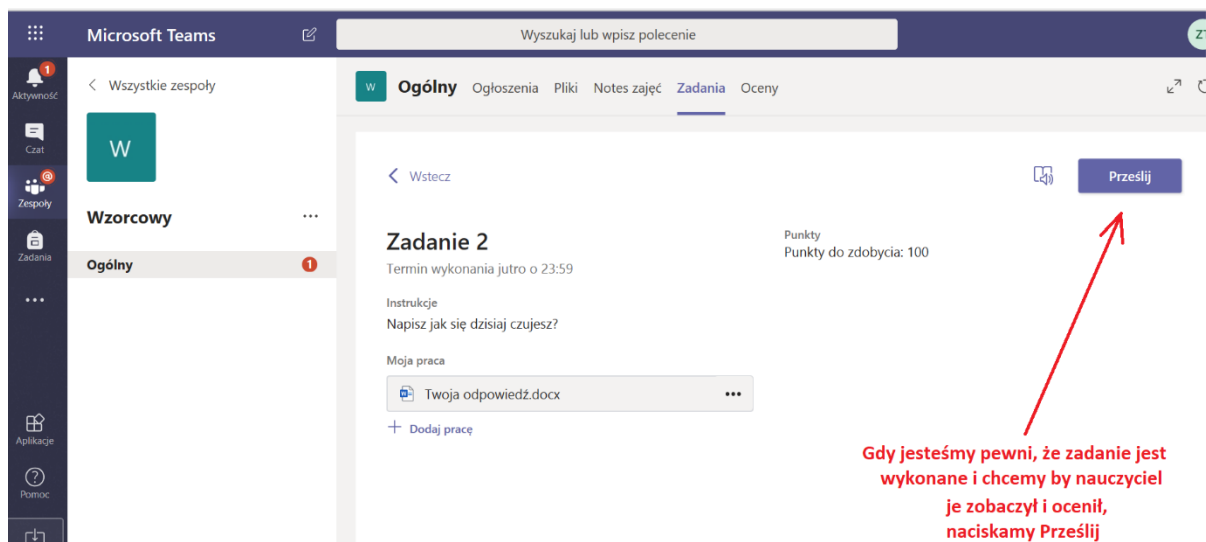 Microsoft Teams
Wyszukaj lub wpisz polecenie
ZT
1
Aktywność
Czat
@
Zespoły
Zadania
Aplikacje
Pomoc
Wszystkie zespoły
W
Wzorcowy
Ogólny 1
W Ogólny Ogłoszenia Pliki Notes zajęć Zadania Oceny
Wstecz
Prześlij
Zadanie 2
Termin wykonania jutro o 23:59
Punkty
Punkty do zdobycia: 100
Instrukcje
Napisz jak się dzisiaj czujesz?
Moja praca
Twoja odpowiedź.docx
Dodaj pracę
Gdy jesteśmy pewni, że zadanie jest
wykonane i chcemy by nauczyciel
je zobaczył i ocenił,
naciskamy Prześlij